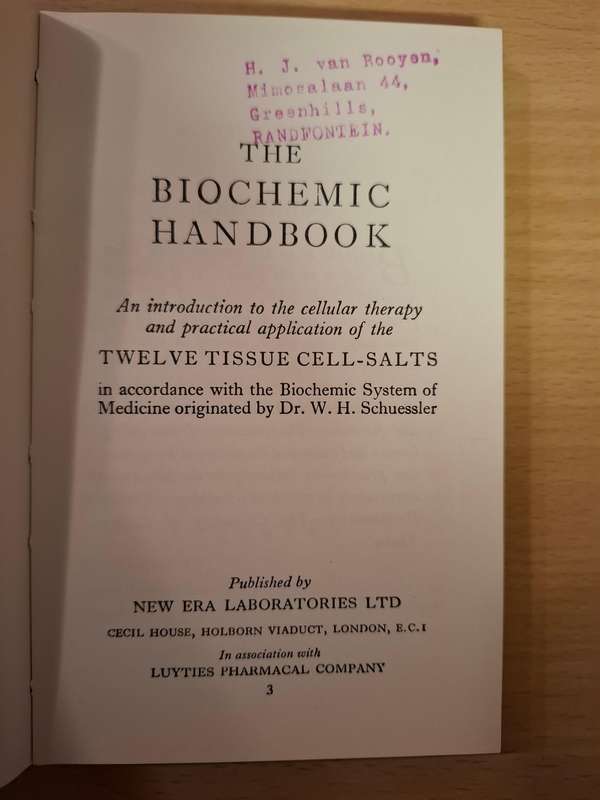 H. J. van Rooyen,
Mimosalaan 44,
Greenhills,
RANDFONTEIN.
THE
BIOCHEMIC
HANDBOOK
An introduction to the cellular therapy
and practical application of the
TWELVE TISSUE CELL-SALTS
in accordance with the Biochemic System of
Medicine originated by Dr. W. H. Schuessler
Published by
NEW ERA LABORATORIES LTD
CECIL HOUSE, HOLBORN VIADUCT, LONDON, E.C.1
In association with
LUYTIES PHARMACAL COMPANY
3